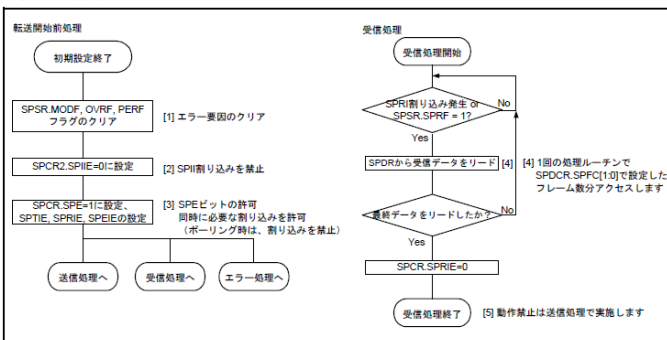 転送開始前処理
初期設定終了
SPSR.MODF, OVRF, PERF
フラグのクリア
[1] エラー要因のクリア
SPCR2.SPIIE=0に設定
[2] SPII割り込みを禁止
SPCR.SPE=1に設定、
SPTIE, SPRIE, SPEIEの設定
[3] SPEビットの許可
同時に必要な割り込みを許可
（ポーリング時は、割り込みを禁止）
送信処理へ
受信処理へ
エラー処理へ
受信処理
受信処理開始
SPRI割り込み発生 or
SPSR.SPRF = 1?
No
Yes
SPDRから受信データをリード
[4]
[4] 1回の処理ルーチンで
SPDCR.SPFC[1:0]で設定した
フレーム数分アクセスします
最終データをリードしたか?
No
Yes
SPCR.SPRIE=0
受信処理終了
[5] 動作禁止は送信処理で実施します